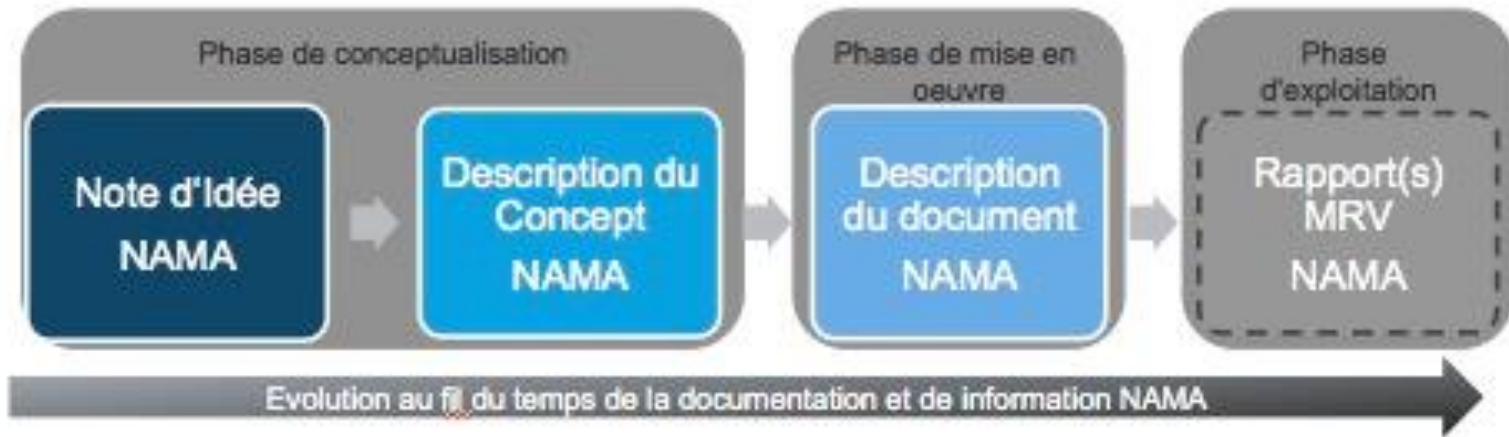 Phase de conceptualisation
Note d'Idée
NAMA
Description du
Concept
NAMA
Phase de mise en
oeuvre
Description
du document
NAMA
Phase
d'exploitation
Rapport(s)
MRV
NAMA
Evolution au fil du temps de la documentation et de information NAMA